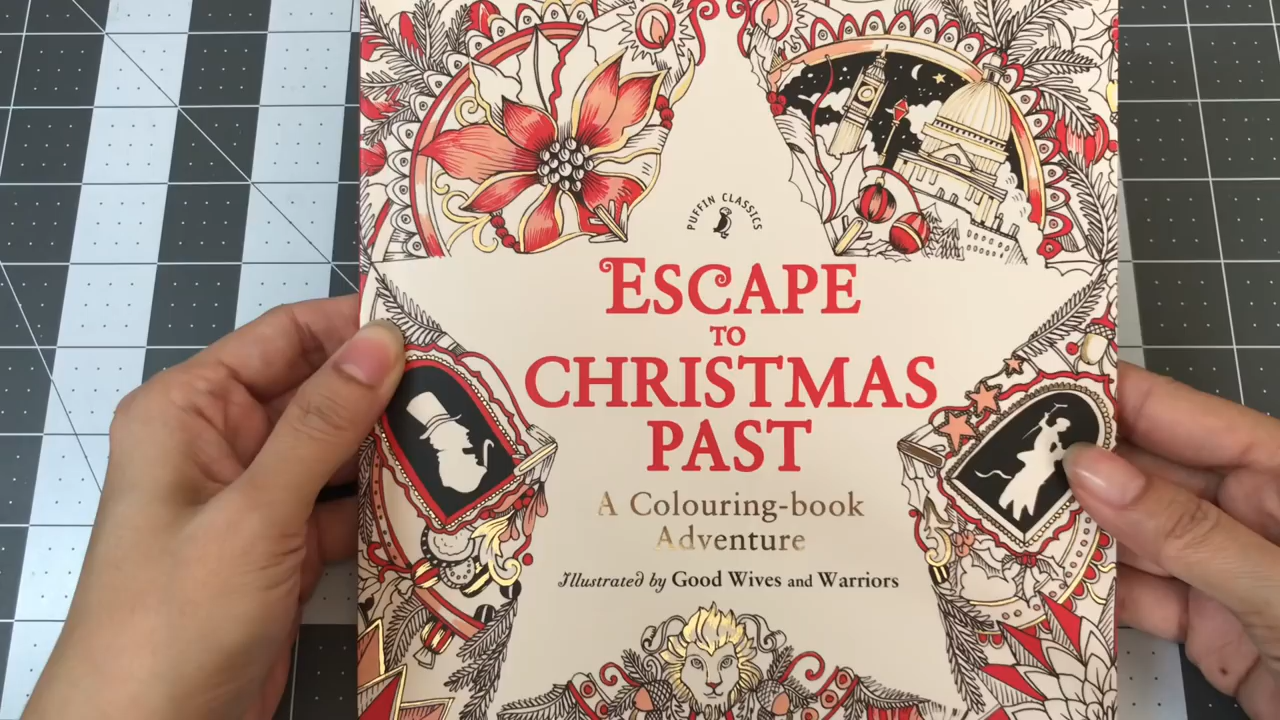 PUFFIN CLASSICS
ESCAPE
TO
CHRISTMAS
PAST
A Colouring-book
Adventure
Illustrated by Good Wives and Warriors